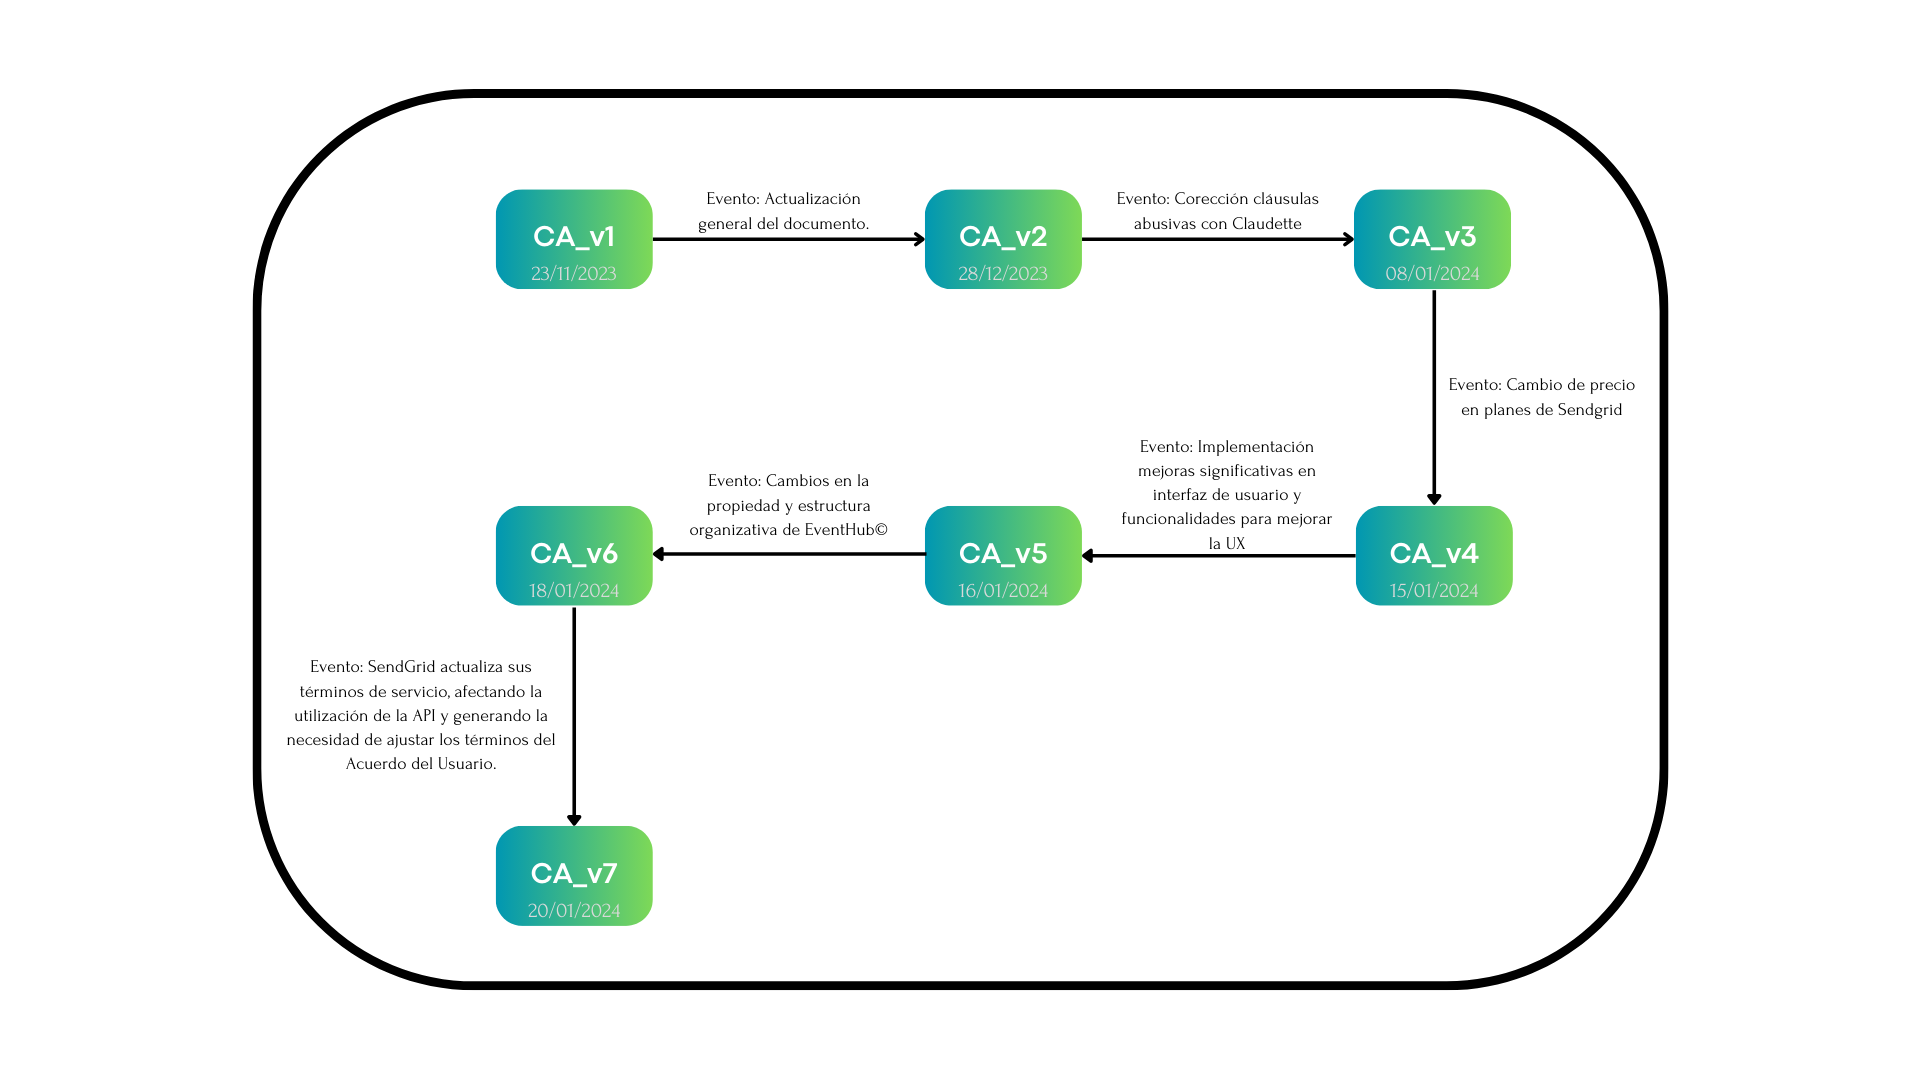 CA_v1
23/11/2023
Evento: Actualización
general del documento.
CA_v2
28/12/2023
Evento: Corección cláusulas
abusivas con Claudette
CA_v3
08/01/2024
Evento: Cambio de precio
en planes de Sendgrid
CA_v4
15/01/2024
Evento: Implementación
mejoras significativas en
interfaz de usuario y
funcionalidades para mejorar
la UX
CA_v5
16/01/2024
Evento: Cambios en la
propiedad y estructura
organizativa de EventHub©
CA_v6
18/01/2024
Evento: SendGrid actualiza sus
términos de servicio, afectando la
utilización de la API y generando la
necesidad de ajustar los términos del
Acuerdo del Usuario.
CA_v7
20/01/2024